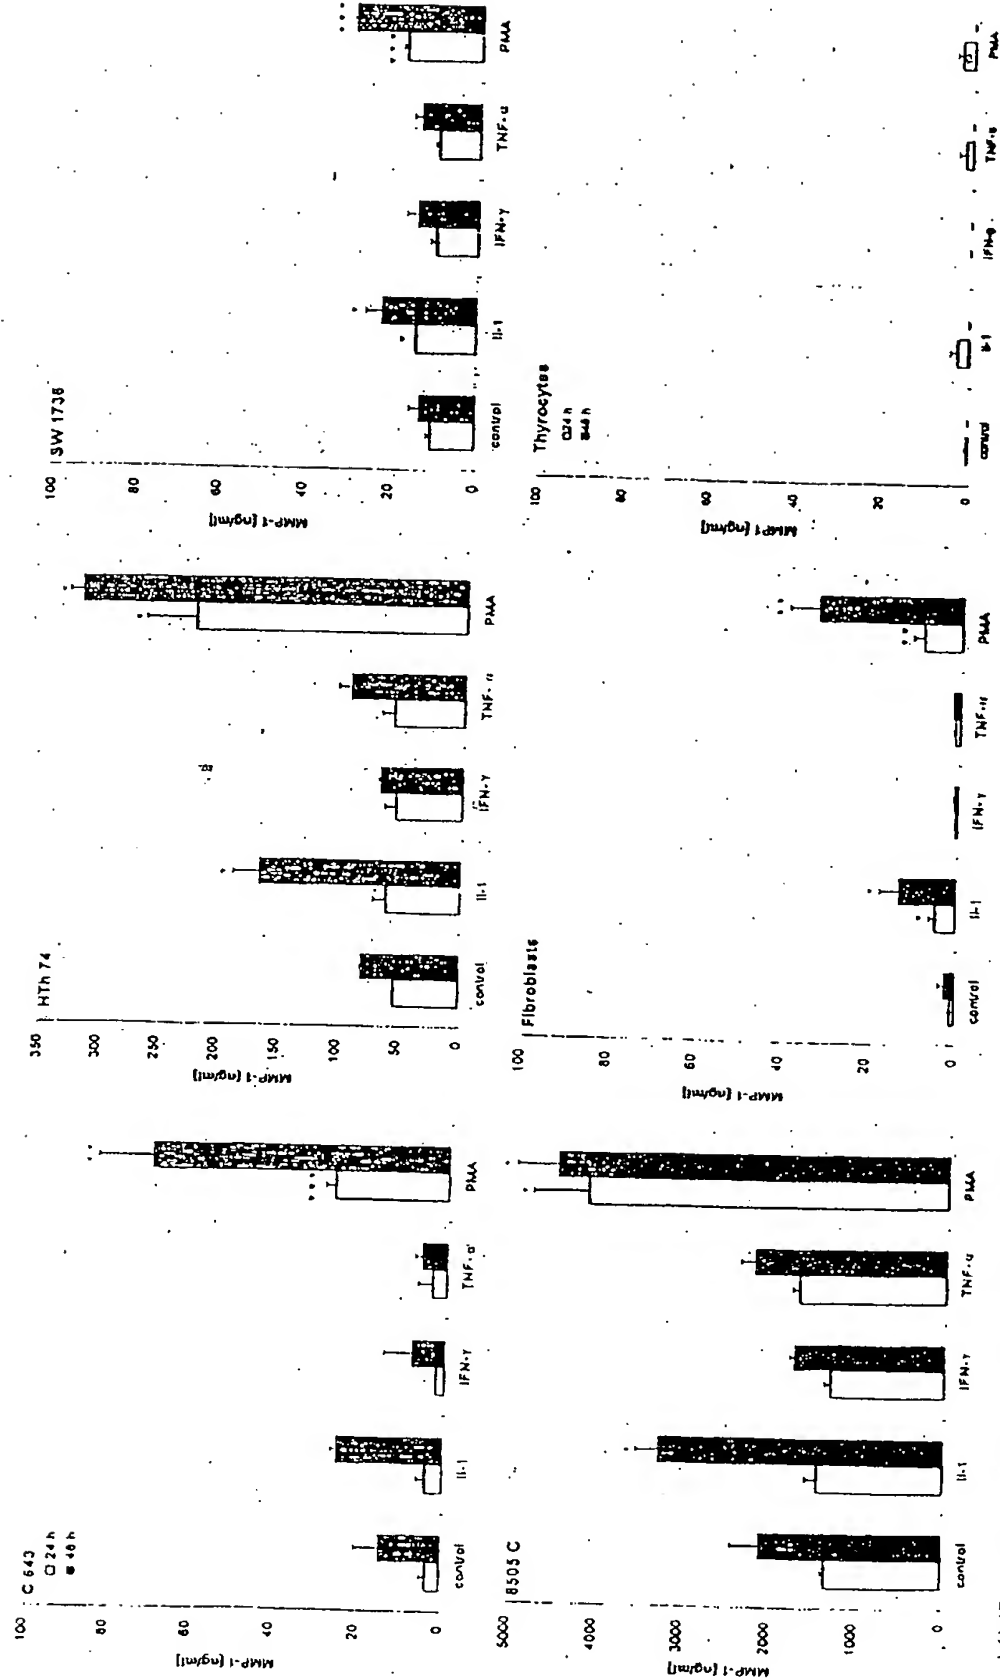 C 643
□ 24 h
■ 48 h
100
80
60
40
20
0
MMP-1 [ng/ml]
control
Il-1
IFN-γ
TNF-α
PMA
HTh 74
350
300
250
200
150
100
50
0
MMP-1 [ng/ml]
control
Il-1
IFN-γ
TNF-α
PMA
SW 1736
100
80
60
40
20
0
MMP-1 [ng/ml]
control
Il-1
IFN-γ
TNF-α
PMA
8505 C
5000
4000
3000
2000
1000
0
MMP-1 [ng/ml]
control
Il-1
IFN-γ
TNF-α
PMA
Fibroblasts
100
80
60
40
20
0
MMP-1 [ng/ml]
control
Il-1
IFN-γ
TNF-α
PMA
Thyrocytes
□ 24 h
■ 48 h
100
80
60
40
20
0
MMP1 [ng/ml]
control
Il-1
IFN-g
TNF-a
PMA